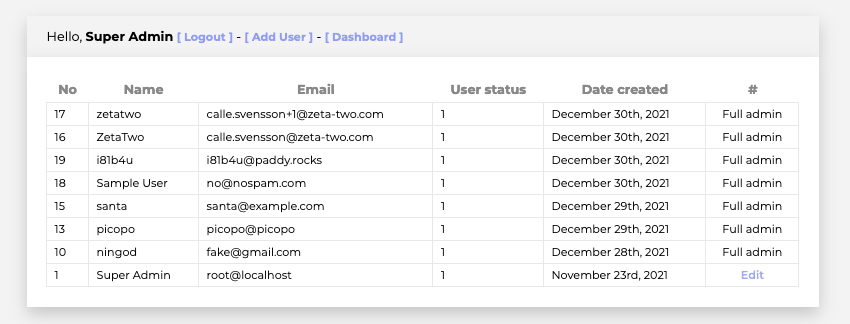 Hello, Super Admin [ Logout ] - [ Add User ] - [ Dashboard ]
No Name Email User status Date created #
17 zetatwo calle.svensson+1@zeta-two.com 1 December 30th, 2021 Full admin
16 ZetaTwo calle.svensson@zeta-two.com 1 December 30th, 2021 Full admin
19 i81b4u i81b4u@paddy.rocks 1 December 30th, 2021 Full admin
18 Sample User no@nospam.com 1 December 30th, 2021 Full admin
15 santa santa@example.com 1 December 29th, 2021 Full admin
13 picopo picopo@picopo 1 December 29th, 2021 Full admin
10 ningod fake@gmail.com 1 December 28th, 2021 Full admin
1 Super Admin root@localhost 1 November 23rd, 2021 Edit